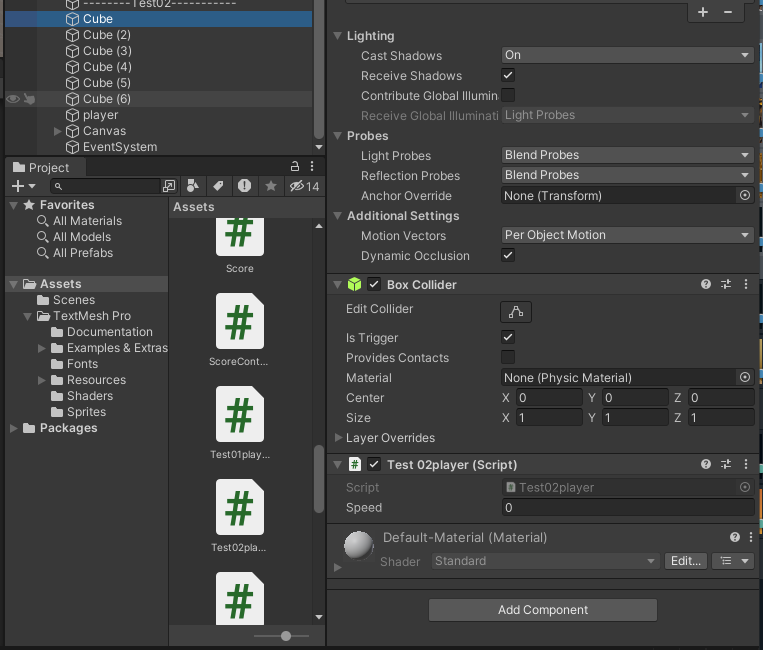 --------Test02-----------
Cube
Cube (2)
Cube (3)
Cube (4)
Cube (5)
Cube (6)
player
Canvas
EventSystem
Project
14
Favorites
All Materials
All Models
All Prefabs
Assets
Scenes
TextMesh Pro
Documentation
Examples & Extras
Fonts
Resources
Shaders
Sprites
Packages
Assets
Score
ScoreCont...
Test01play...
Test02pla...
Lighting
Cast Shadows On
Receive Shadows
Contribute Global Illumin
Receive Global Illuminati Light Probes
Probes
Light Probes Blend Probes
Reflection Probes Blend Probes
Anchor Override None (Transform)
Additional Settings
Motion Vectors Per Object Motion
Dynamic Occlusion
Box Collider
Edit Collider
Is Trigger
Provides Contacts
Material None (Physic Material)
Center X 0 Y 0 Z 0
Size X 1 Y 1 Z 1
Layer Overrides
Test 02player (Script)
Script Test02player
Speed 0
Default-Material (Material)
Shader Standard Edit...
Add Component